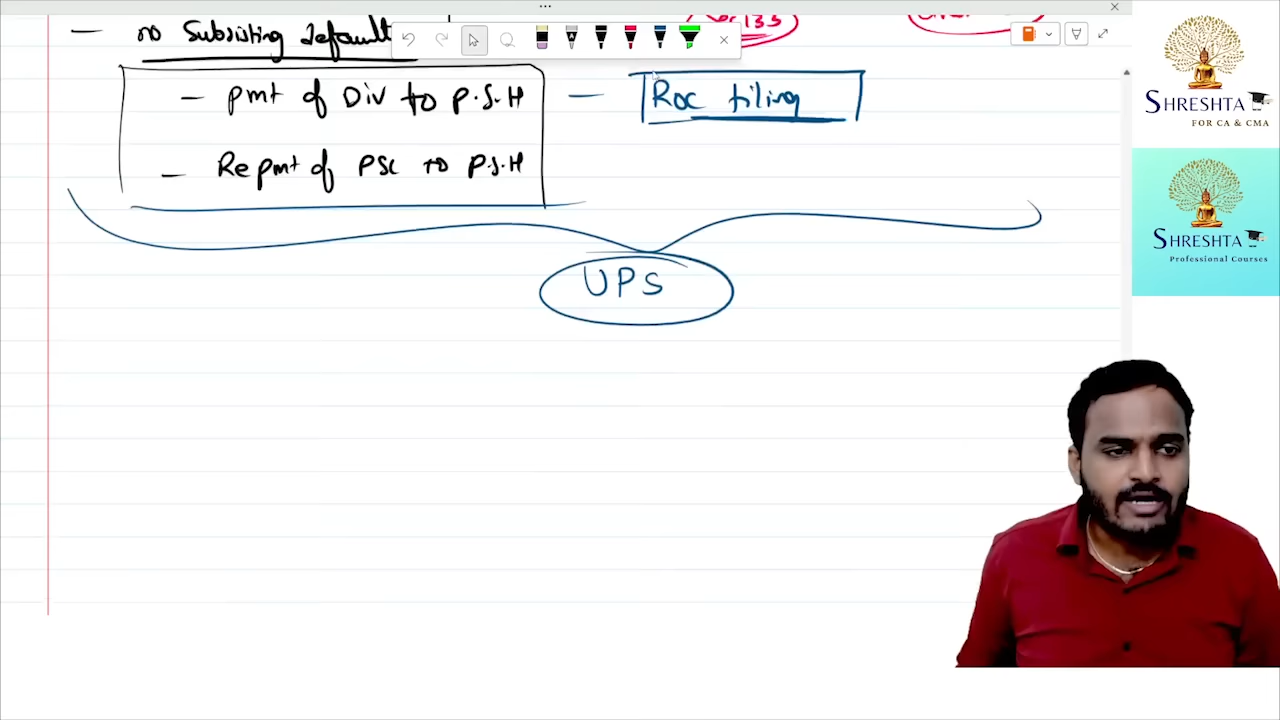 — no Subsisting default
- pmt of Div to P.S.H — Roc filing
- Repmt of PSC to P.S.H
UPS
SHRESHTA
FOR CA & CMA
SHRESHTA
Professional Courses